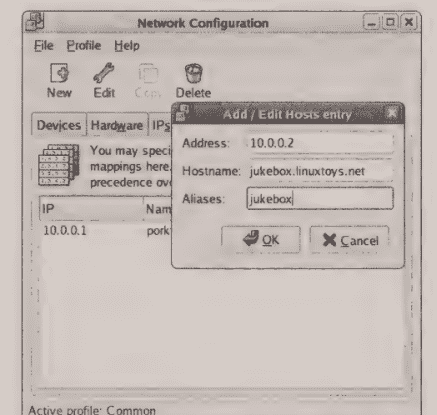 Network Configuration
File Profile Help
New Edit Copy Delete
Devices Hardware IPs
You may speci
mappings here.
precedence ov
IP Nam
10.0.0.1 pork
Add / Edit Hosts entry
Address: 10.0.0.2
Hostname: jukebox.linuxtoys.net
Aliases: jukebox
OK Cancel
Active profile: Common